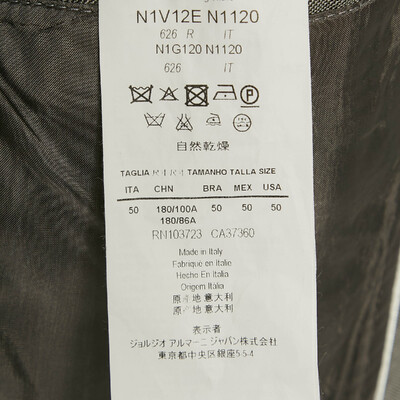 N1V12E N1120
626 R IT
N1G120 N1120
626 IT
自然乾燥
TAGLIA TAMANHO TALLA SIZE
ITA CHN BRA MEX USA
50 180/100A 50 50 50
180/86A
RN103723 CA37360
Made in Italy
Fabriqué en Italie
Hecho En Italia
Origem Italia
原产地意大利
原产地意大利
表示者
ジョルジオ アルマーニ ジャパン株式会社
東京都中央区銀座5-5-4